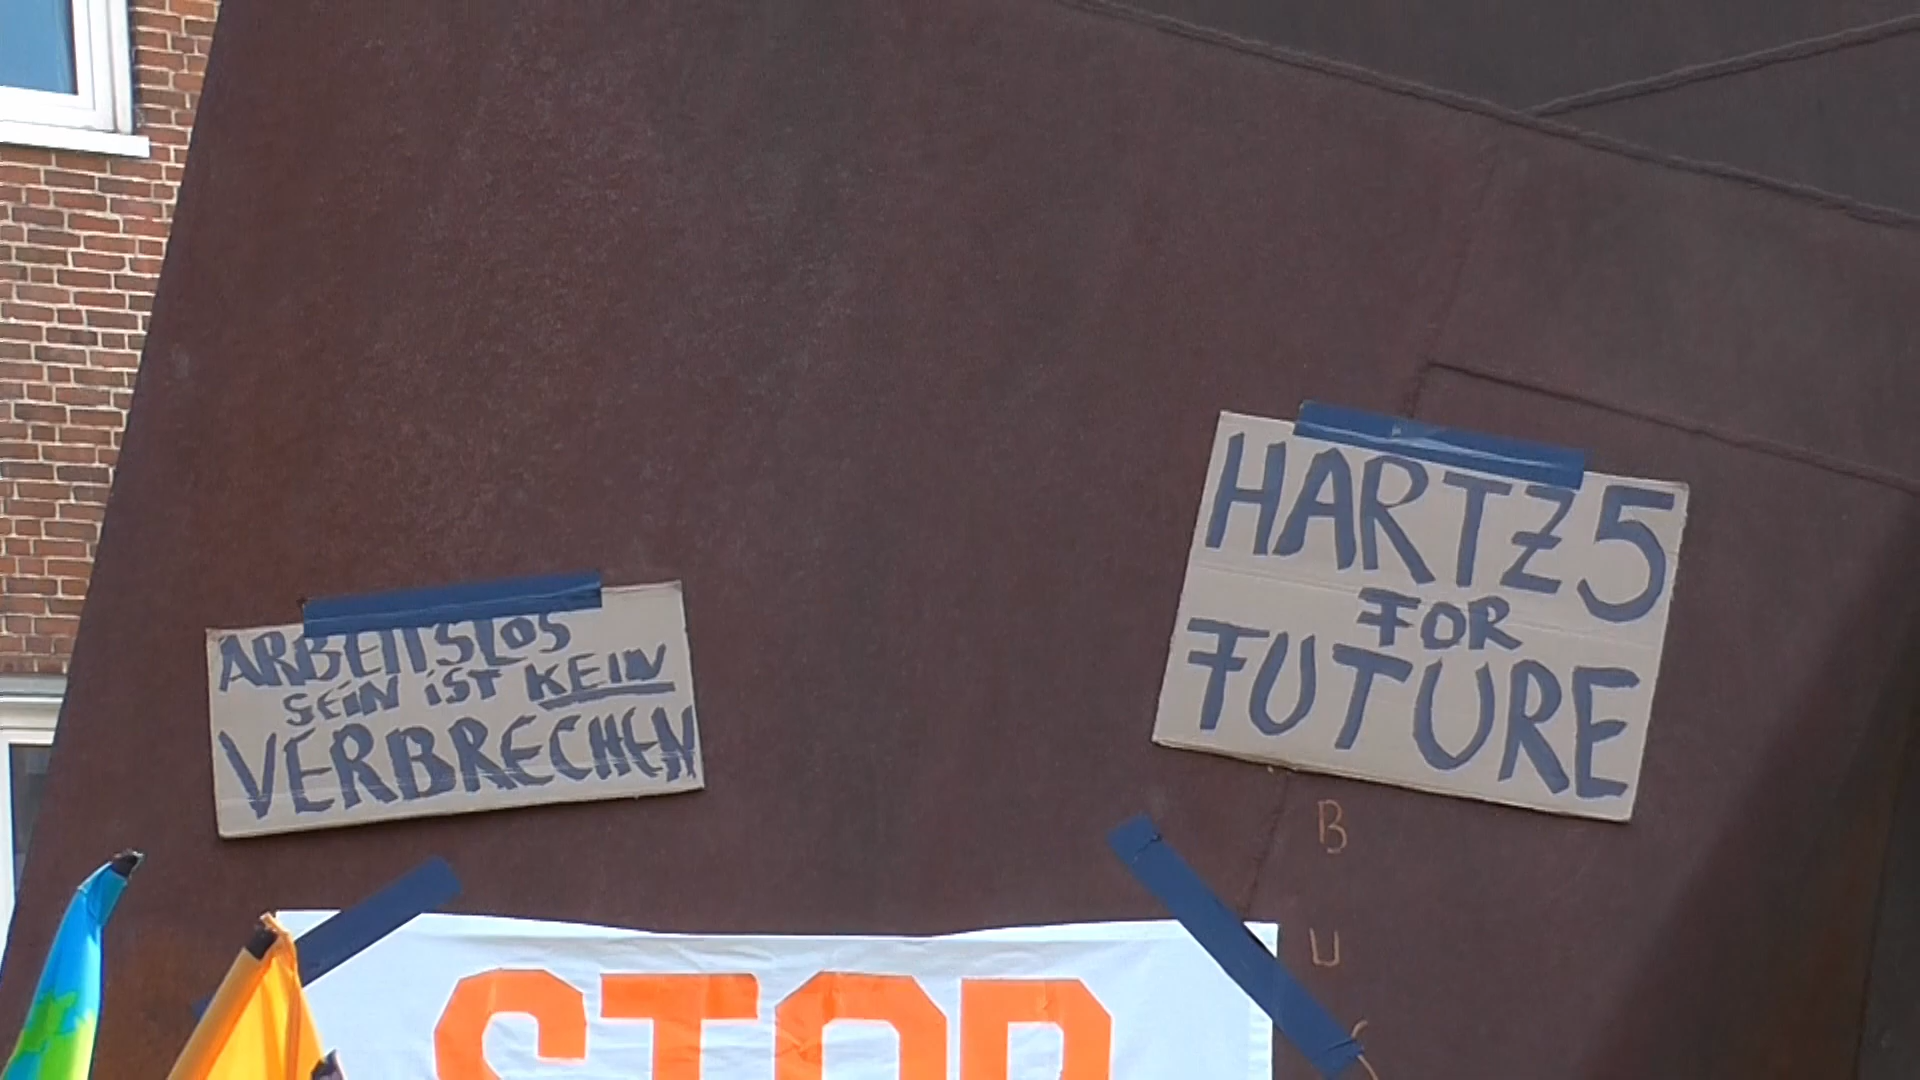 ARBEITSLOS
SEiN iST KEIN
VERBRECHEN
HARTZ5
FOR
FUTURE
B
U
STOP